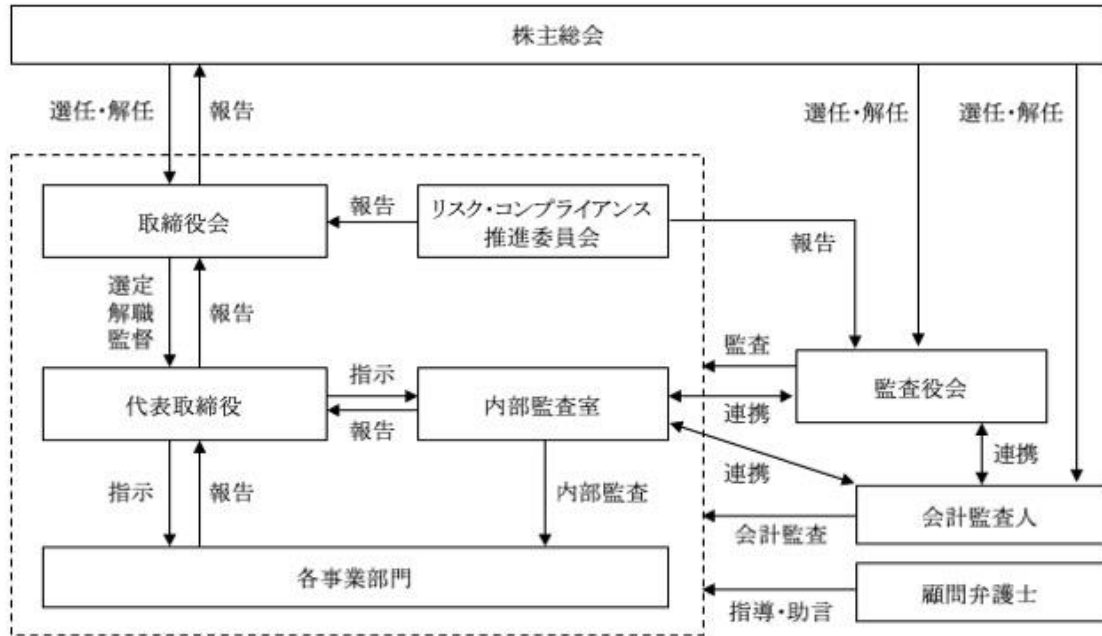 株主総会
選任・解任
報告
選任・解任
選任・解任
取締役会
報告
リスク・コンプライアンス
推進委員会
報告
選定
解職
監督
報告
監査
監査役会
代表取締役
指示
報告
内部監査室
連携
連携
連携
指示
報告
内部監査
会計監査人
会計監査
各事業部門
顧問弁護士
指導・助言